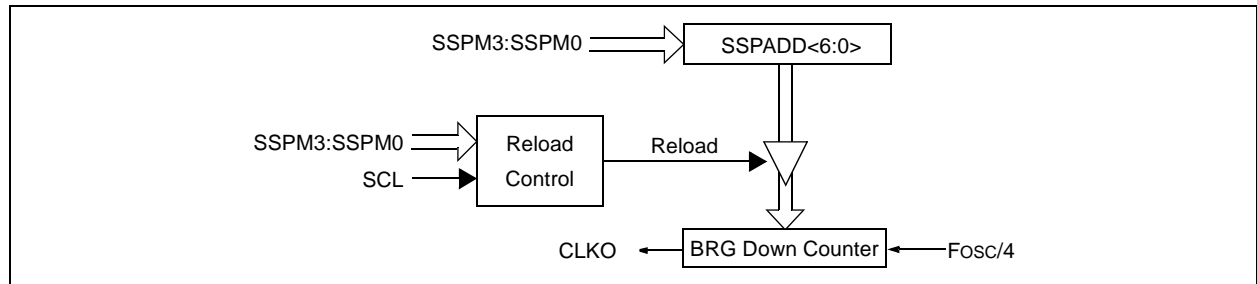 SSPM3:SSPM0
SSPADD<6:0>
SSPM3:SSPM0
SCL
Reload
Control
Reload
CLKO
BRG Down Counter
FOSC/4